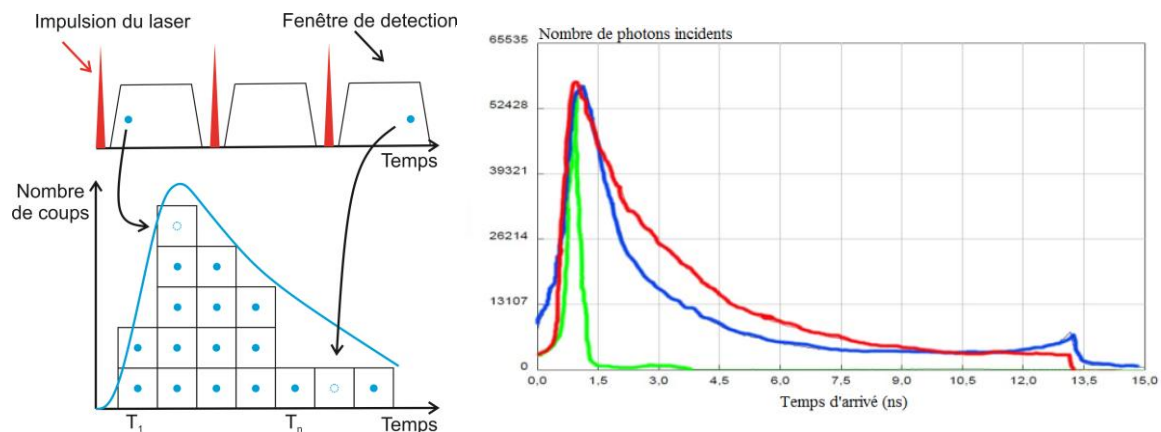 Impulsion du laser
Fenêtre de detection
Temps
Nombre
de coups
T1
Tn
Temps
Nombre de photons incidents
65535
52428
39321
26214
13107
0
0,0 1,5 3,0 4,5 6,0 7,5 9,0 10,5 12,0 13,5 15,0
Temps d'arrivé (ns)